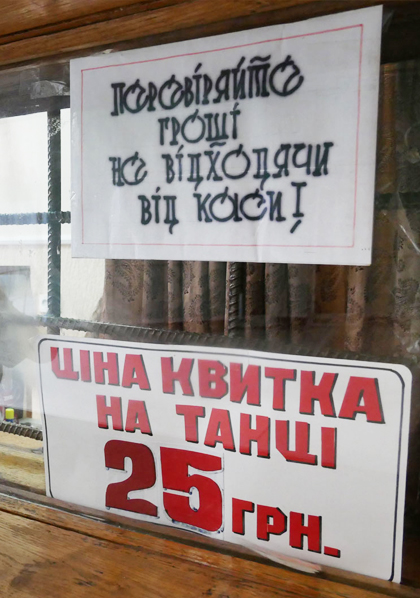 Перевіряйте
гроші
не відходячи
від каси!
ЦІНА КВИТКА
НА ТАНЦІ
25 ГРН.